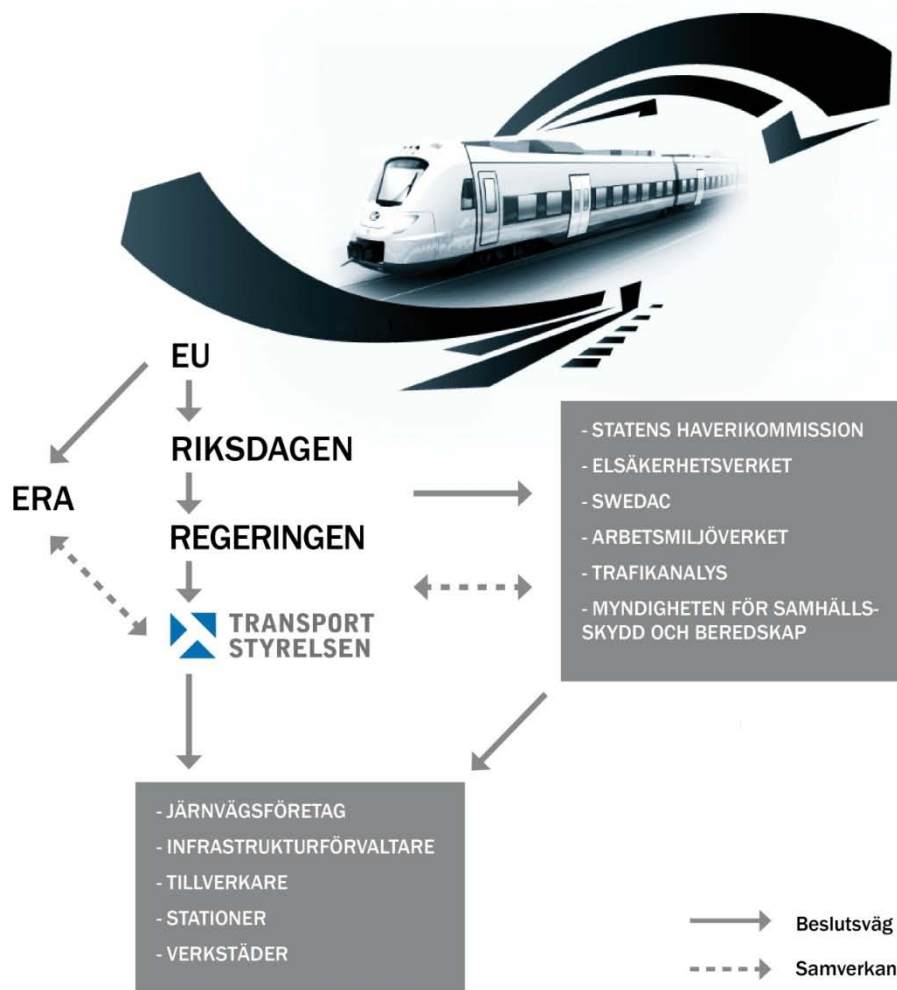 EU
RIKSDAGEN
ERA
REGERINGEN
TRANSPORT
STYRELSEN
- STATENS HAVERIKOMMISSION
- ELSÄKERHETSVERKET
- SWEDAC
- ARBETSMILJÖVERKET
- TRAFIKANALYS
- MYNDIGHETEN FÖR SAMHÄLLS-
SKYDD OCH BEREDSKAP
- JÄRNVÄGSFÖRETAG
- INFRASTRUKTURFÖRVALTARE
- TILLVERKARE
- STATIONER
- VERKSTÄDER
Beslutsväg
Samverkan